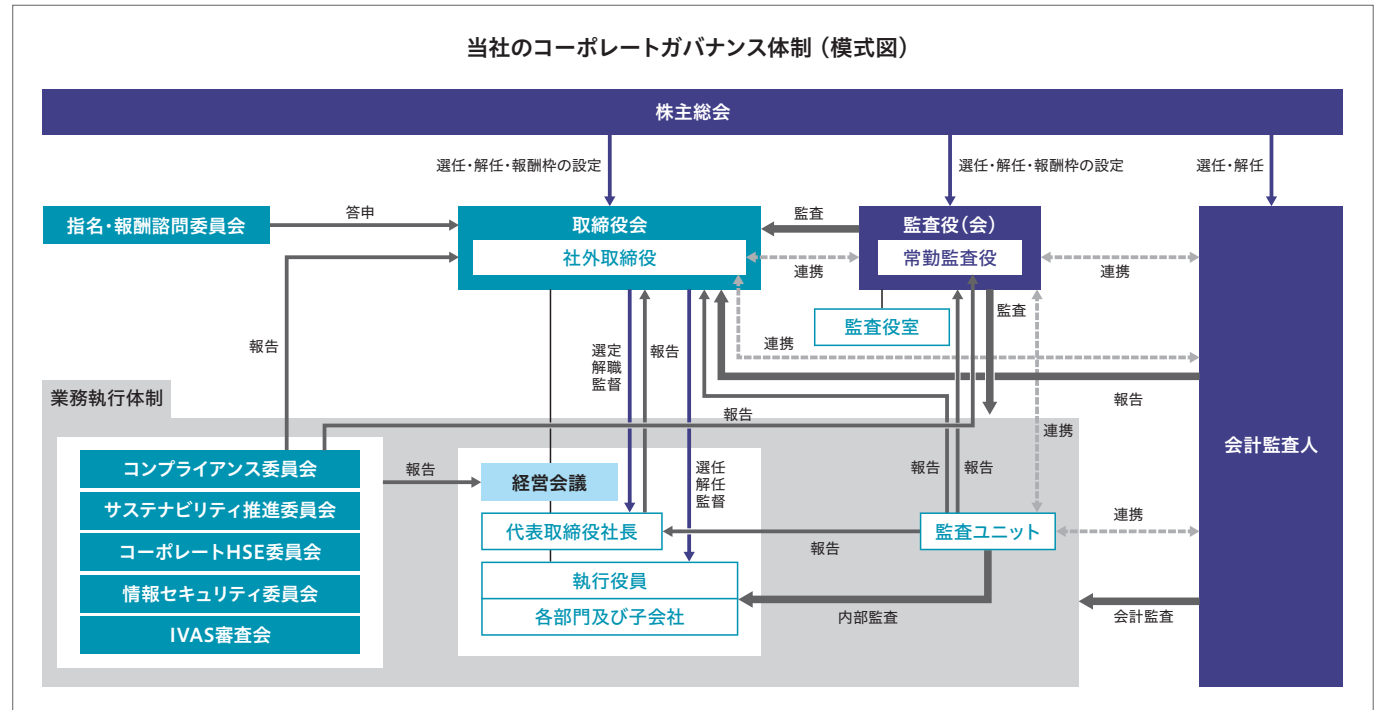 当社のコーポレートガバナンス体制（模式図）
株主総会
選任・解任・報酬枠の設定
選任・解任・報酬枠の設定
選任・解任
指名・報酬諮問委員会
答申
取締役会
社外取締役
監査
連携
監査役（会）
常勤監査役
連携
監査役室
監査
報告
選定
解職
監督
報告
連携
報告
業務執行体制
報告
連携
会計監査人
コンプライアンス委員会
サステナビリティ推進委員会
コーポレートHSE委員会
情報セキュリティ委員会
IVAS審査会
報告
経営会議
選任
解任
監督
報告
報告
代表取締役社長
報告
監査ユニット
連携
執行役員
各部門及び子会社
内部監査
会計監査